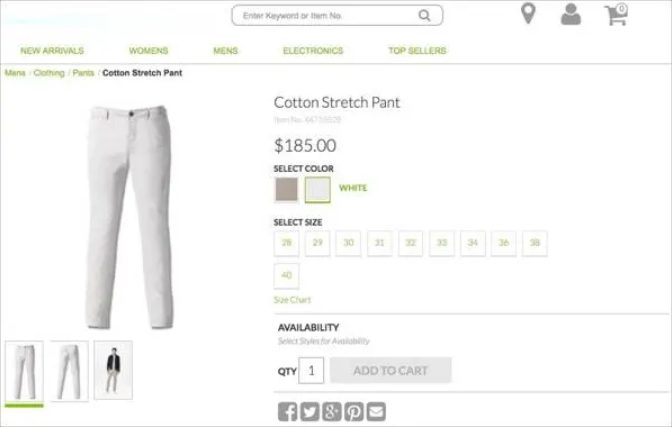 Enter Keyword or Item No.
0
NEW ARRIVALS WOMENS MENS ELECTRONICS TOP SELLERS
Mens / Clothing / Pants / Cotton Stretch Pant
Cotton Stretch Pant
Item No.
$185.00
SELECT COLOR
WHITE
SELECT SIZE
28 29 30 31 32 33 34 36 38
40
Size Chart
AVAILABILITY
Select Styles for Availability
QTY 1 ADD TO CART